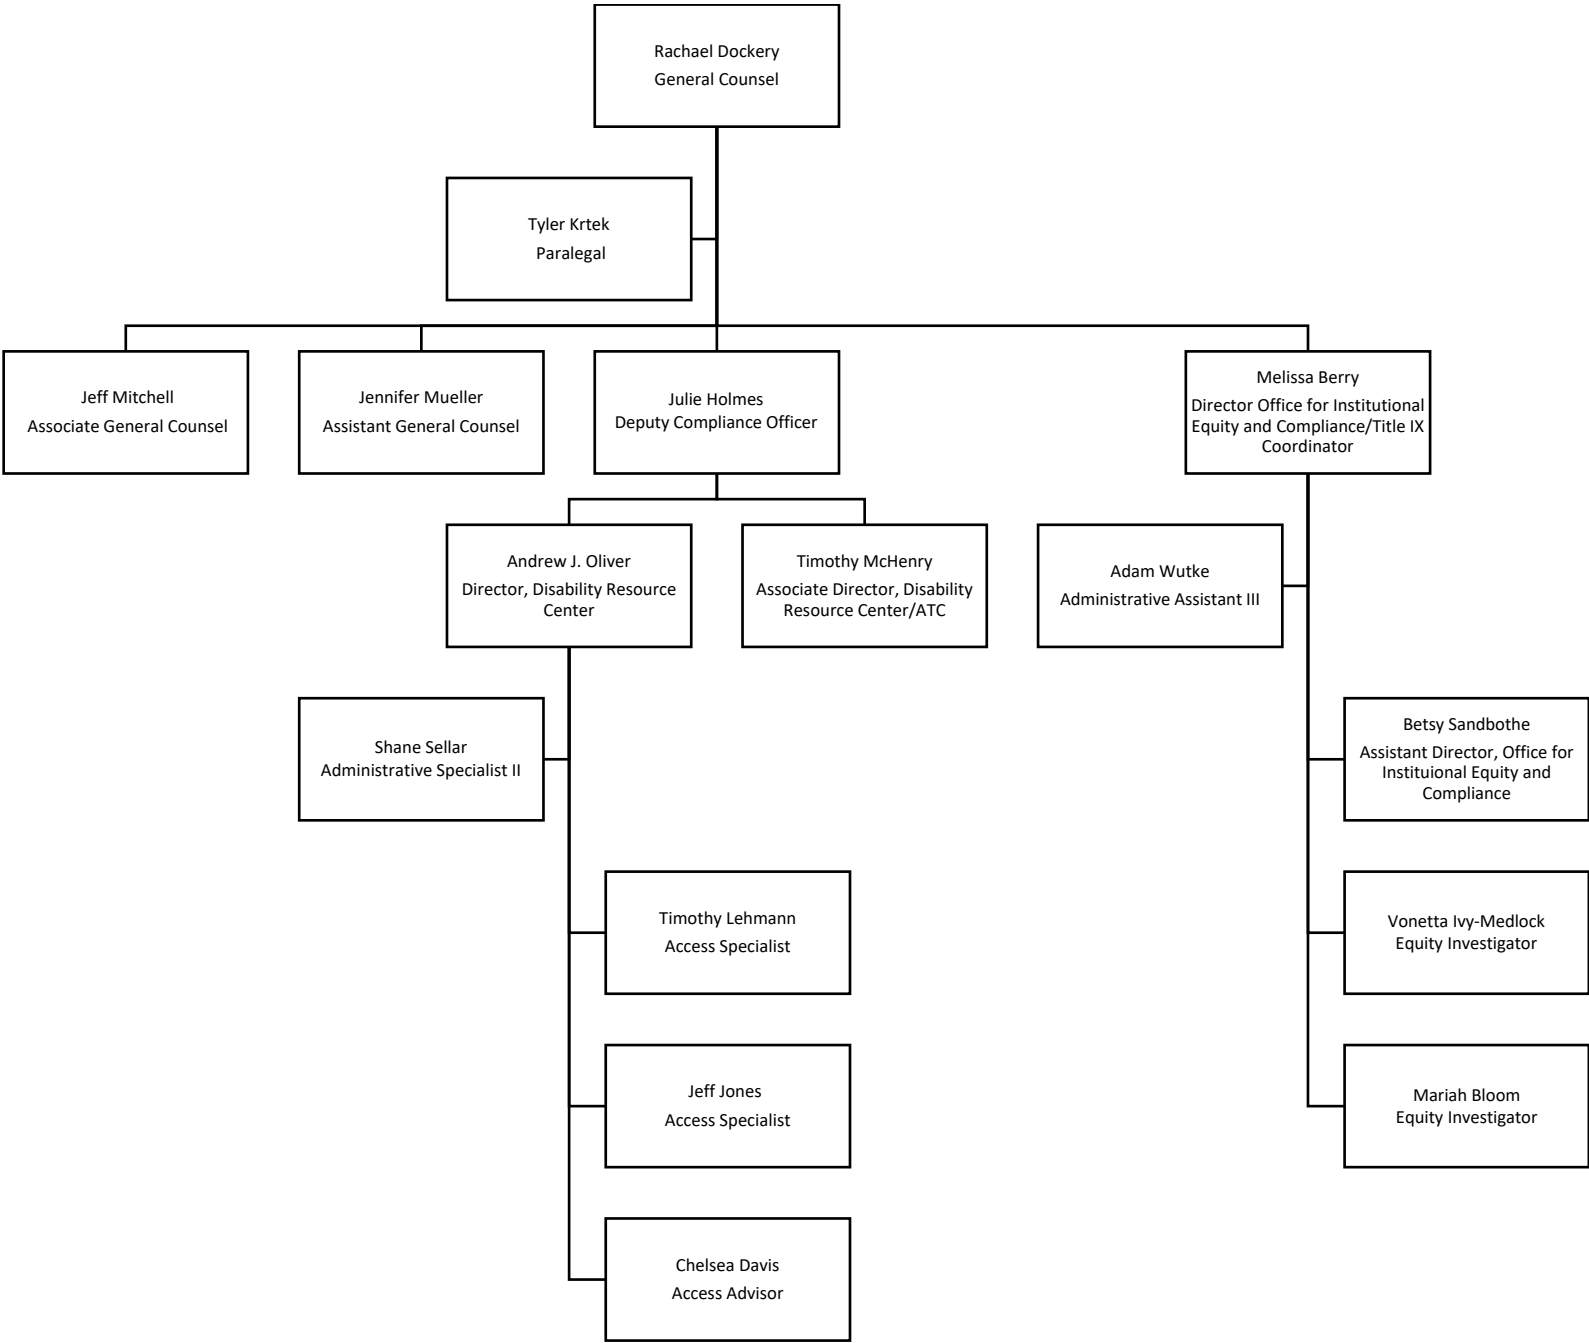 Rachael Dockery
General Counsel
Tyler Krtek
Paralegal
Jeff Mitchell
Associate General Counsel
Jennifer Mueller
Assistant General Counsel
Julie Holmes
Deputy Compliance Officer
Melissa Berry
Director Office for Institutional
Equity and Compliance/Title IX
Coordinator
Andrew J. Oliver
Director, Disability Resource
Center
Timothy McHenry
Associate Director, Disability
Resource Center/ATC
Adam Wutke
Administrative Assistant III
Shane Sellar
Administrative Specialist II
Betsy Sandbothe
Assistant Director, Office for
Instituional Equity and
Compliance
Timothy Lehmann
Access Specialist
Vonetta Ivy-Medlock
Equity Investigator
Jeff Jones
Access Specialist
Mariah Bloom
Equity Investigator
Chelsea Davis
Access Advisor